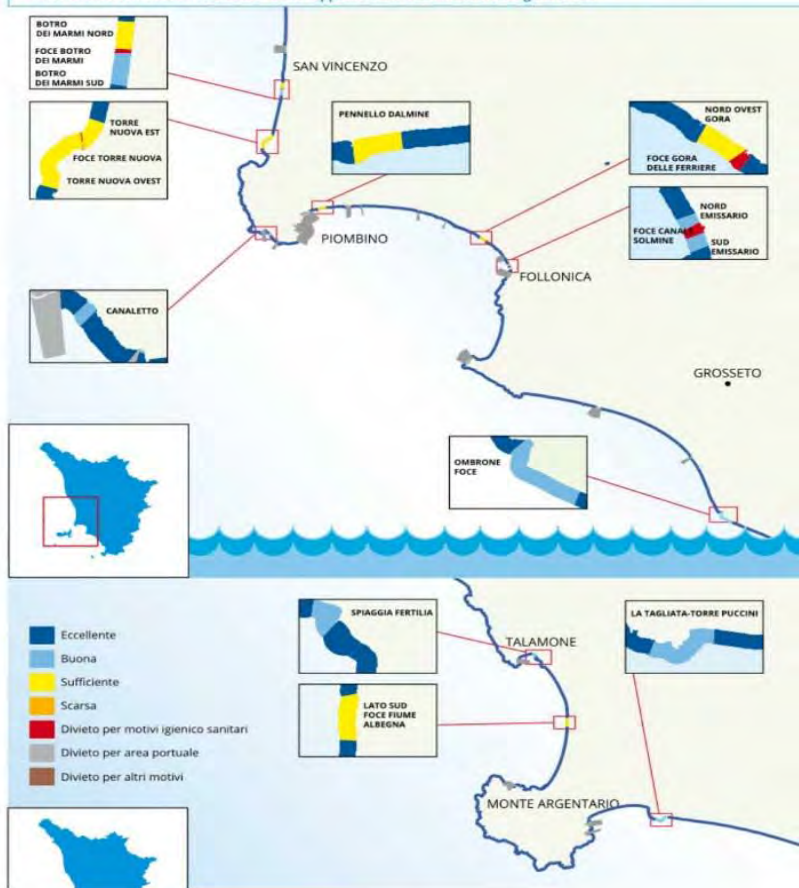 BOTRO
DEI MARMI NORD
FOCE BOTRO
DEI MARMI
BOTRO
DEI MARMI SUD
SAN VINCENZO
TORRE
NUOVA EST
FOCE TORRE NUOVA
TORRE NUOVA OVEST
PENNELLO DALMINE
NORD OVEST
GORA
FOCE GORA
DELLE FERRIERE
NORD
EMISSARIO
FOCE CANALE
SOLMINE
SUD
EMISSARIO
PIOMBINO
FOLLONICA
CANALETTO
GROSSETO
OMBRONE
FOCE
SPIAGGIA FERTILIA
TALAMONE
LA TAGLIATA-TORRE PUCCINI
LATO SUD
FOCE FIUME
ALBEGNA
MONTE ARGENTARIO
Eccellente
Buona
Sufficiente
Scarsa
Divieto per motivi igienico sanitari
Divieto per area portuale
Divieto per altri motivi